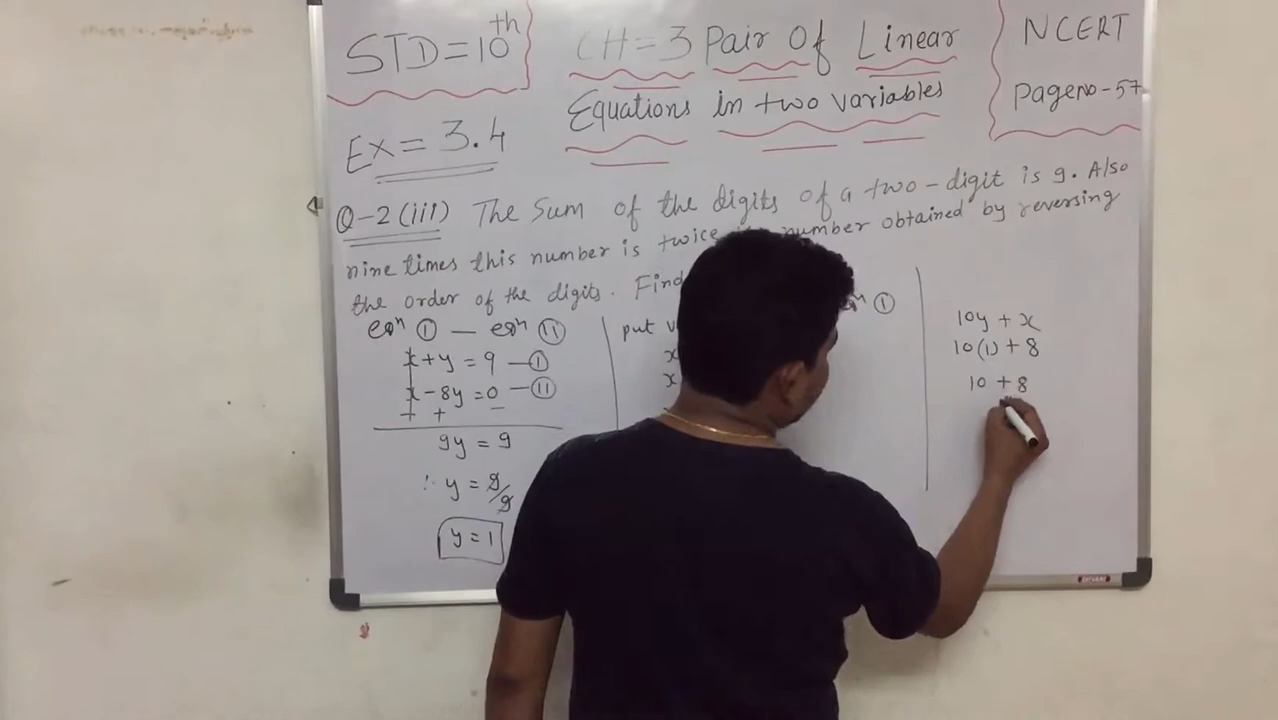 STD = 10th
CH = 3 Pair Of Linear
Equations in two variables
NCERT
Page no - 57
Ex = 3.4
Q-2(iii) The Sum of the digits of a two-digit is 9. Also
nine times this number is twice number obtained by reversing
the order of the digits. Find
eqn ① — eqn ⑪
x + y = 9 — ①
x - 8y = 0 — ⑪
- + -
9y = 9
∴ y = 9/9
y = 1
put
x
x
eqn ①
10y + x
10(1) + 8
10 + 8